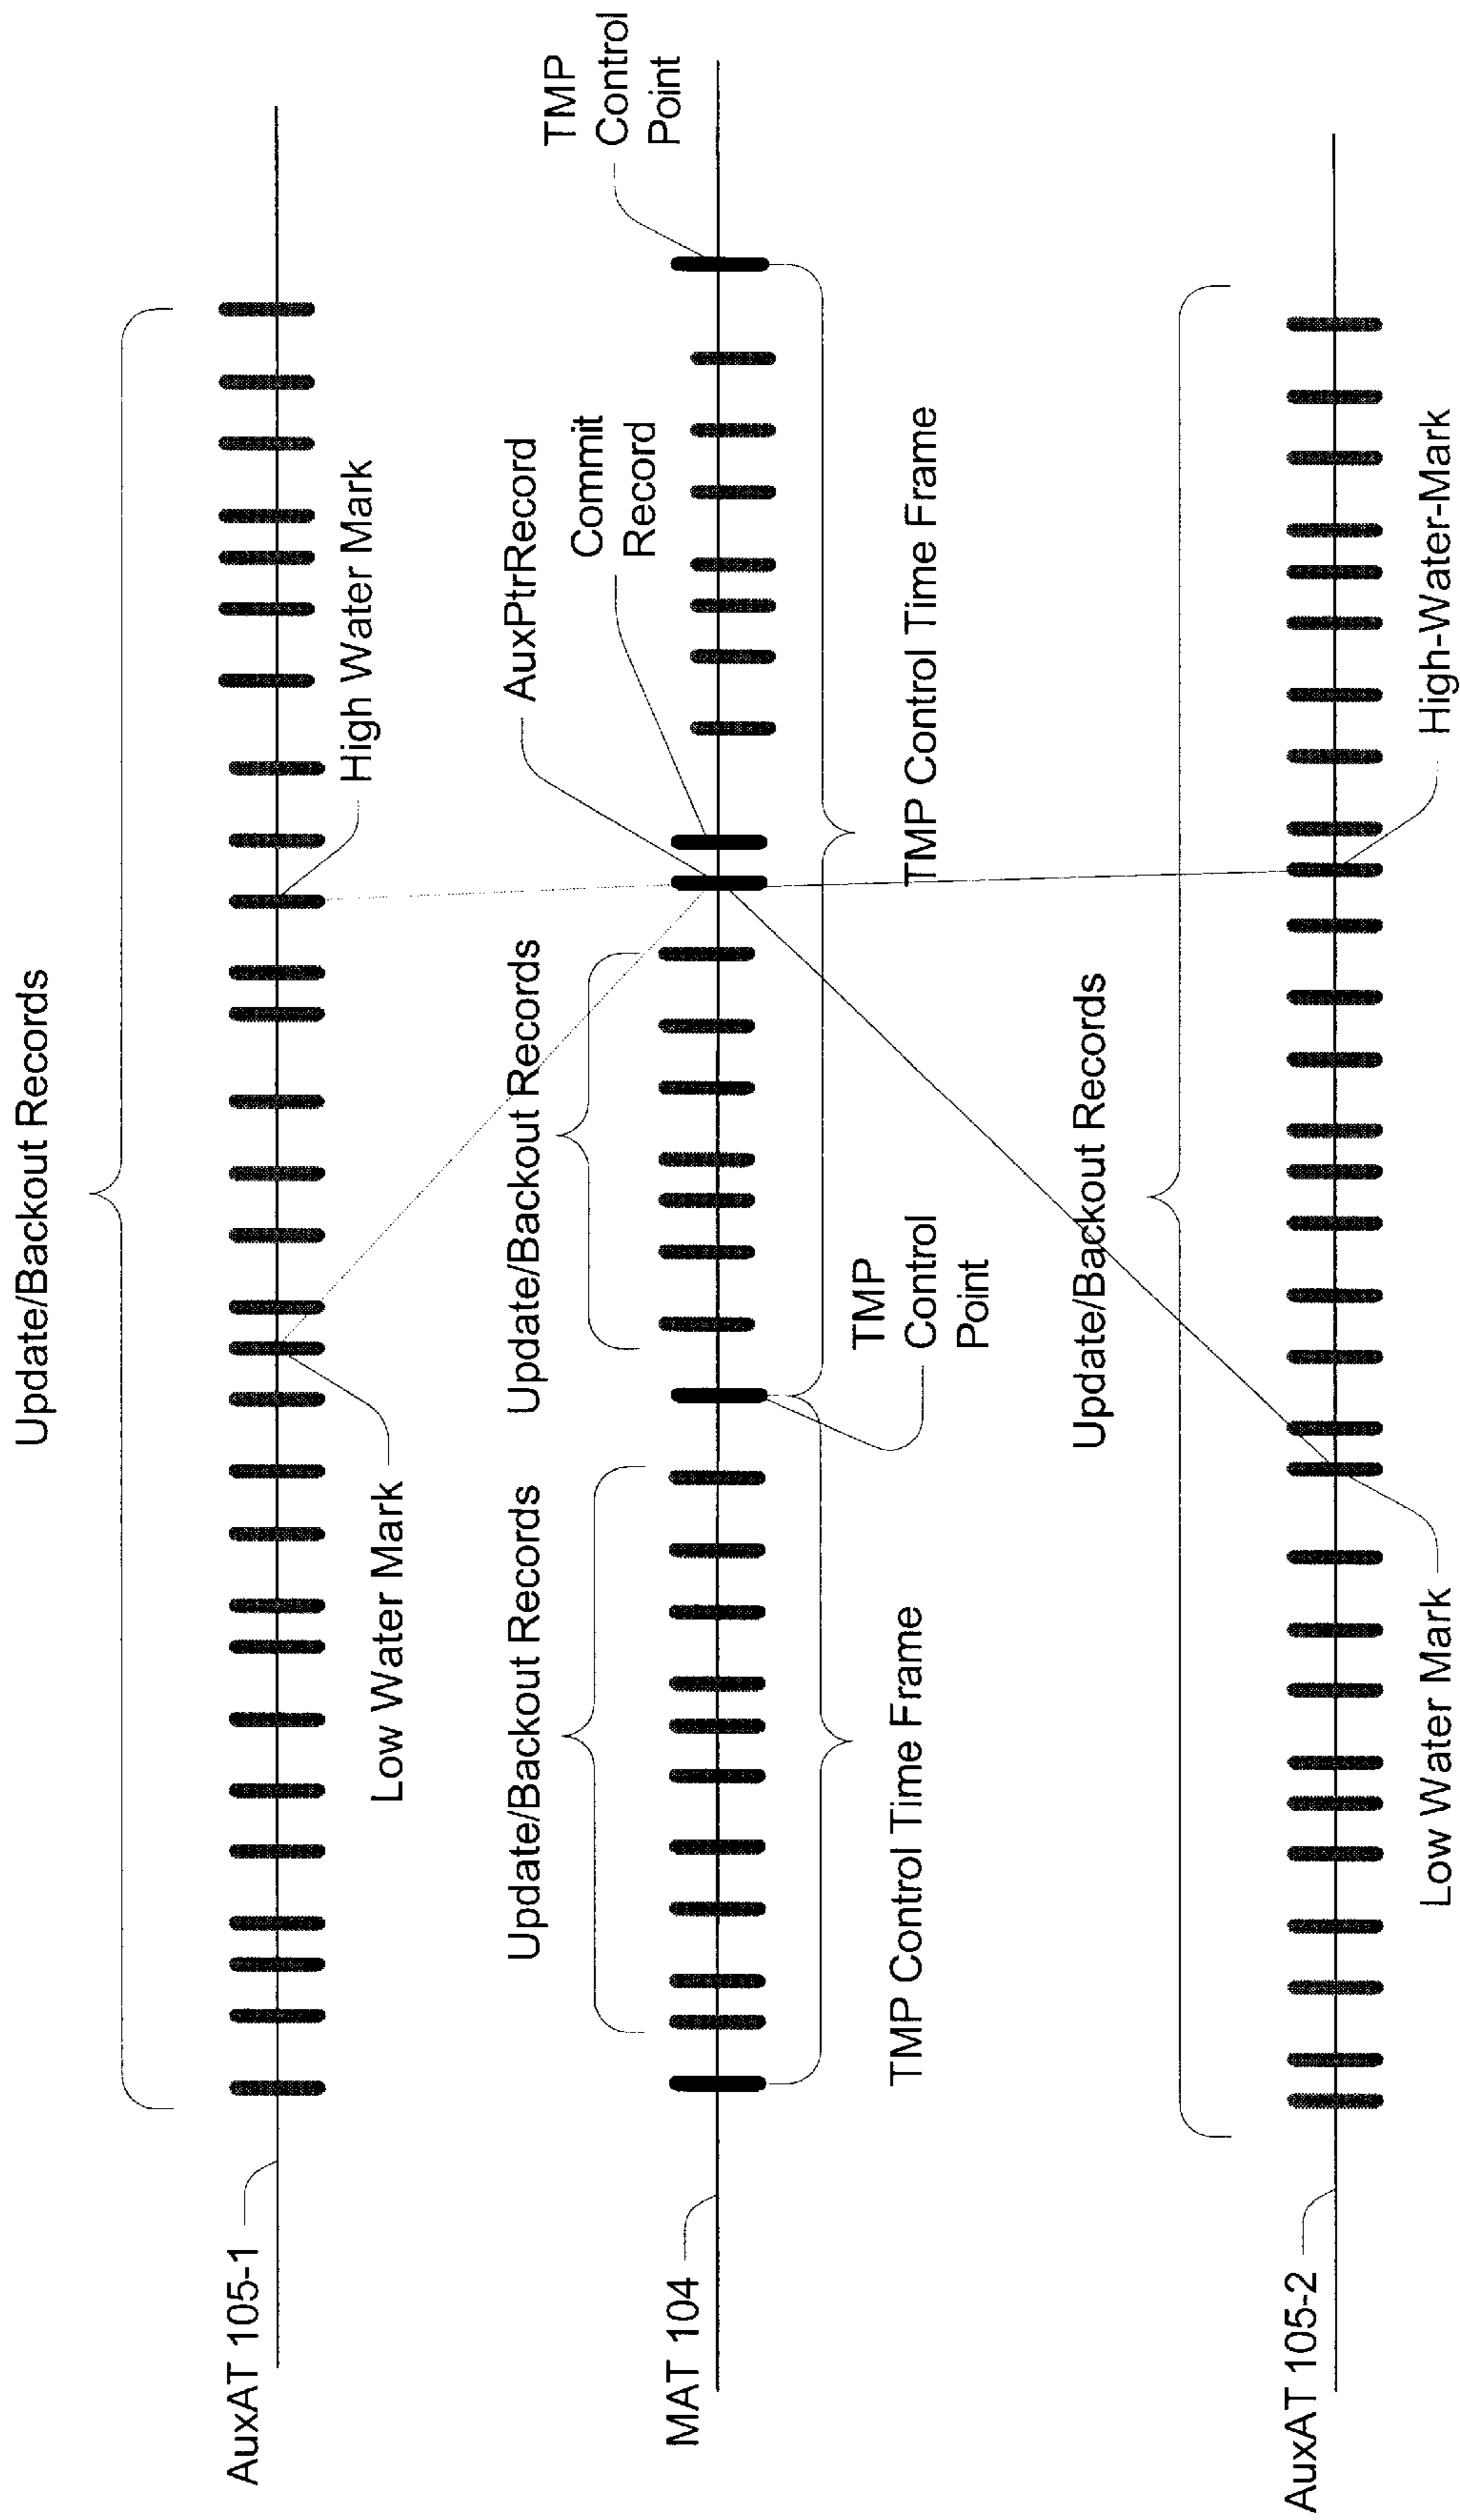 Update/Backout Records
AuxAT 105-1
High Water Mark
Low Water Mark
TMP
Control
Point
AuxPtrRecord
Commit
Record
Update/Backout Records
Update/Backout Records
MAT 104
TMP
Control
Point
TMP Control Time Frame
TMP Control Time Frame
Update/Backout Records
AuxAT 105-2
Low Water Mark
High-Water-Mark